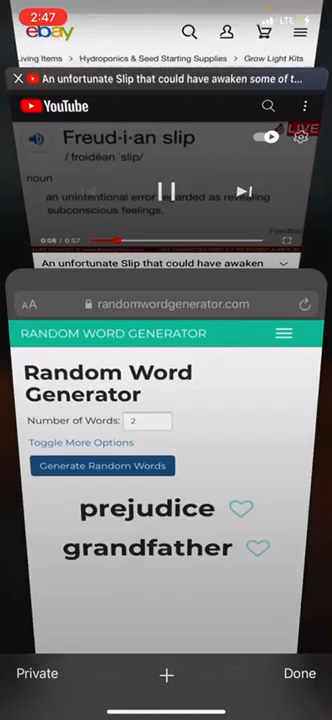 2:47
LTE
ebay
Living Items > Hydroponics & Seed Starting Supplies > Grow Light Kits
An unfortunate Slip that could have awaken some of t...
YouTube
LIVE
Freud·i·an slip
/ˈfroidēən ˈslip/
noun
an unintentional error regarded as revealing
subconscious feelings.
Feedback
0:08 / 0:57
An unfortunate Slip that could have awaken
AA randomwordgenerator.com
RANDOM WORD GENERATOR
Random Word
Generator
Number of Words: 2
Toggle More Options
Generate Random Words
prejudice
grandfather
Private + Done